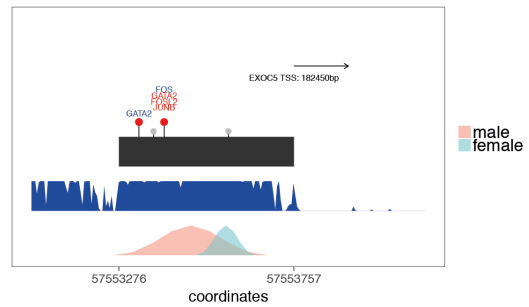 EXOC5 TSS: 182450bp
FOS
GATA2
FOSL2
JUNB
GATA2
male
female
57553276 57553757
coordinates